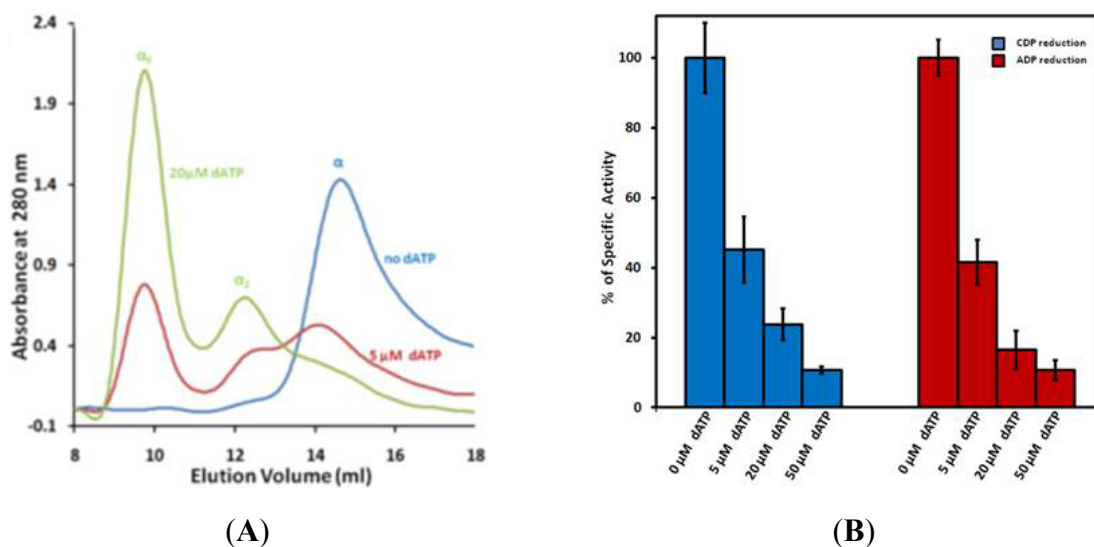 2.4
1.9
1.4
0.9
0.4
-0.1
Absorbance at 280 nm
α₆
20μM dATP
α₂
α
no dATP
5 μM dATP
8
10
12
14
16
18
Elution Volume (ml)
(A)
100
80
60
40
20
0
% of Specific Activity
CDP reduction
ADP reduction
0 μM dATP
5 μM dATP
20 μM dATP
50 μM dATP
0 μM dATP
5 μM dATP
20 μM dATP
50 μM dATP
(B)